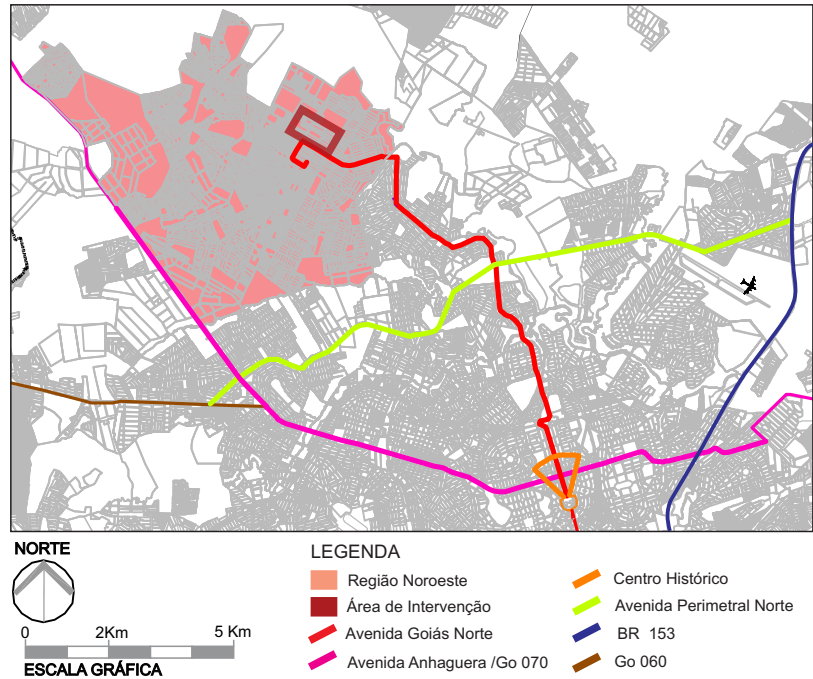 NORTE
0 2Km 5 Km
ESCALA GRÁFICA
LEGENDA
Região Noroeste
Área de Intervenção
Avenida Goiás Norte
Avenida Anhaguera /Go 070
Centro Histórico
Avenida Perimetral Norte
BR 153
Go 060